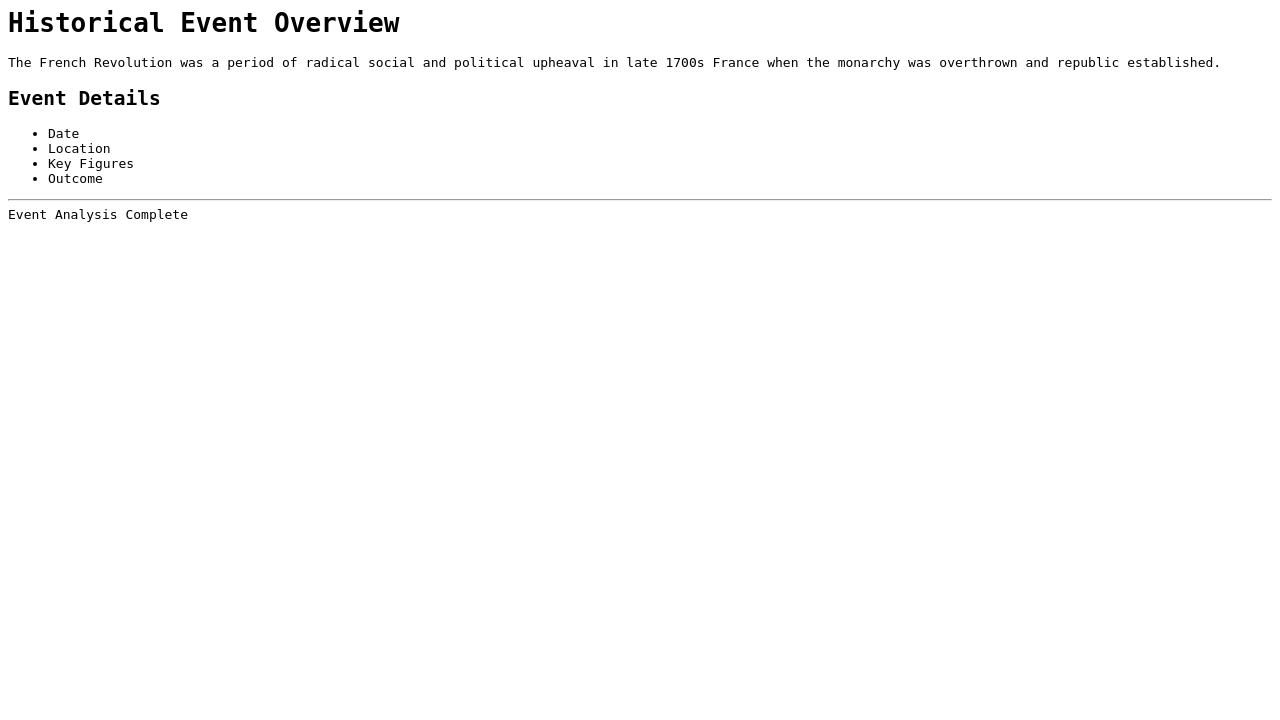 Historical Event Overview
The French Revolution was a period of radical social and political upheaval in late 1700s France when the monarchy was overthrown and republic established.
Event Details
• Date
• Location
• Key Figures
• Outcome
Event Analysis Complete